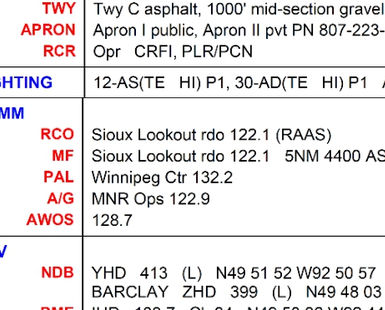 TWY Twy C asphalt, 1000' mid-section gravel
APRON Apron I public, Apron II pvt PN 807-223-
RCR Opr CRFI, PLR/PCN
GHTING 12-AS(TE HI) P1, 30-AD(TE HI) P1 A
MM
RCO Sioux Lookout rdo 122.1 (RAAS)
MF Sioux Lookout rdo 122.1 5NM 4400 AS
PAL Winnipeg Ctr 132.2
A/G MNR Ops 122.9
AWOS 128.7
V
NDB YHD 413 (L) N49 51 52 W92 50 57
BARCLAY ZHD 399 (L) N49 48 03